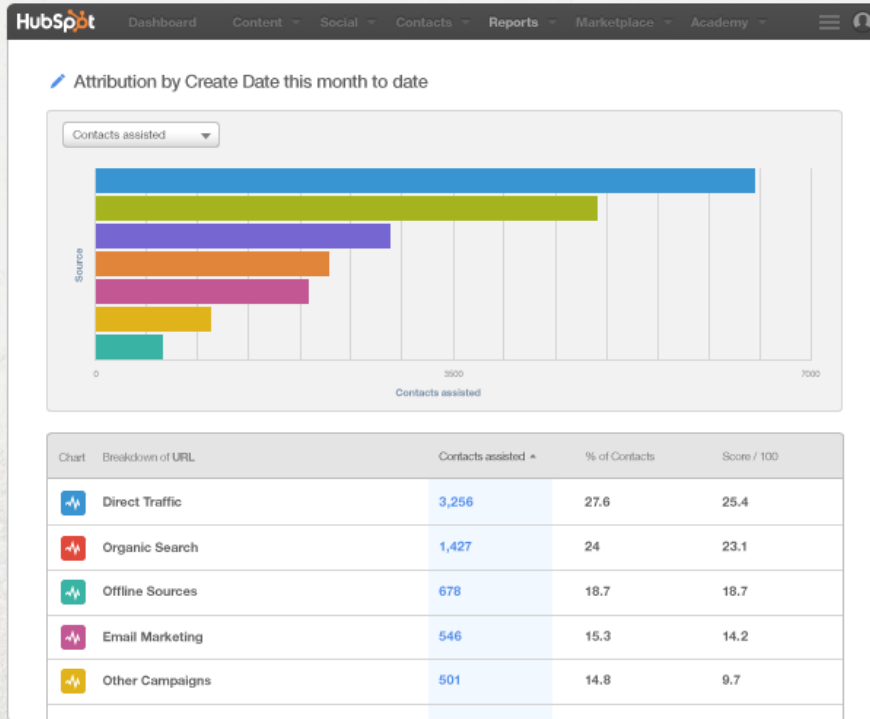 HubSpot Dashboard Content Social Contacts Reports Marketplace Academy
Attribution by Create Date this month to date
Contacts assisted
Source
0 3500 7000
Contacts assisted
Chart Breakdown of URL Contacts assisted % of Contacts Score / 100
Direct Traffic 3,256 27.6 25.4
Organic Search 1,427 24 23.1
Offline Sources 678 18.7 18.7
Email Marketing 546 15.3 14.2
Other Campaigns 501 14.8 9.7